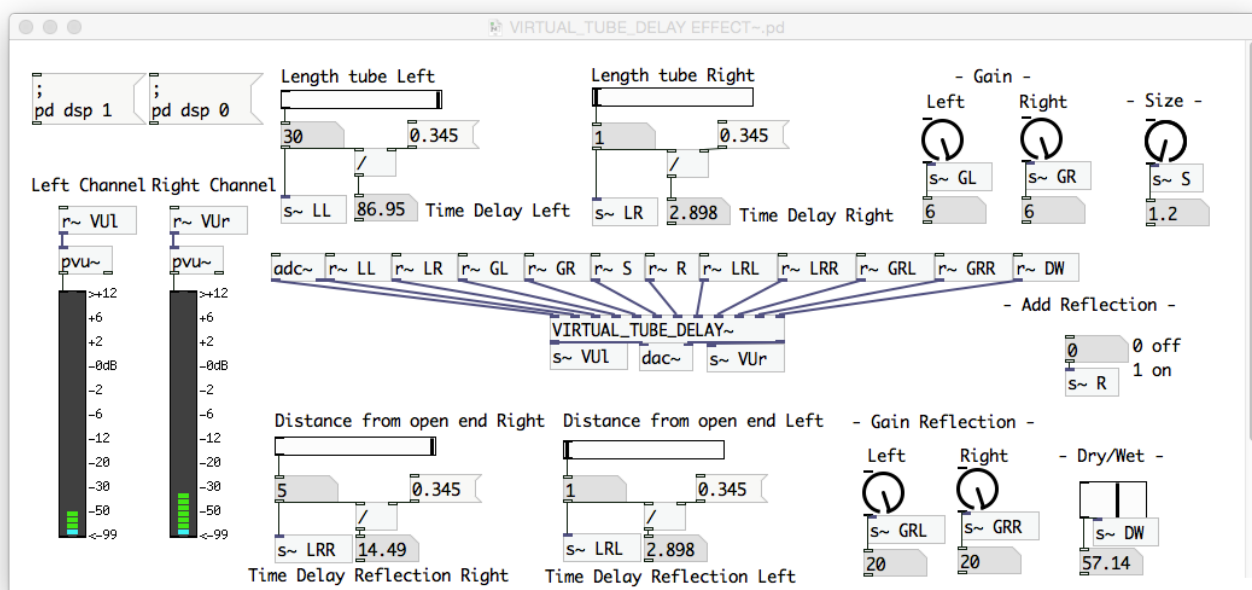 VIRTUAL_TUBE_DELAY EFFECT~.pd
;
pd dsp 1
;
pd dsp 0
Length tube Left
30
0.345
/
s~ LL
86.95
Time Delay Left
Length tube Right
1
0.345
/
s~ LR
2.898
Time Delay Right
- Gain -
Left
Right
s~ GL
s~ GR
6
6
- Size -
s~ S
1.2
Left Channel
Right Channel
r~ VUl
r~ VUr
pvu~
pvu~
>+12
+6
+2
-0dB
-2
-6
-12
-20
-30
-50
<-99
>+12
+6
+2
-0dB
-2
-6
-12
-20
-30
-50
<-99
adc~
r~ LL
r~ LR
r~ GL
r~ GR
r~ S
r~ R
r~ LRL
r~ LRR
r~ GRL
r~ GRR
r~ DW
VIRTUAL_TUBE_DELAY~
s~ VUl
dac~
s~ VUr
- Add Reflection -
0
0 off
1 on
s~ R
Distance from open end Right
5
0.345
/
s~ LRR
14.49
Time Delay Reflection Right
Distance from open end Left
1
0.345
/
s~ LRL
2.898
Time Delay Reflection Left
- Gain Reflection -
Left
Right
s~ GRL
s~ GRR
20
20
- Dry/Wet -
s~ DW
57.14